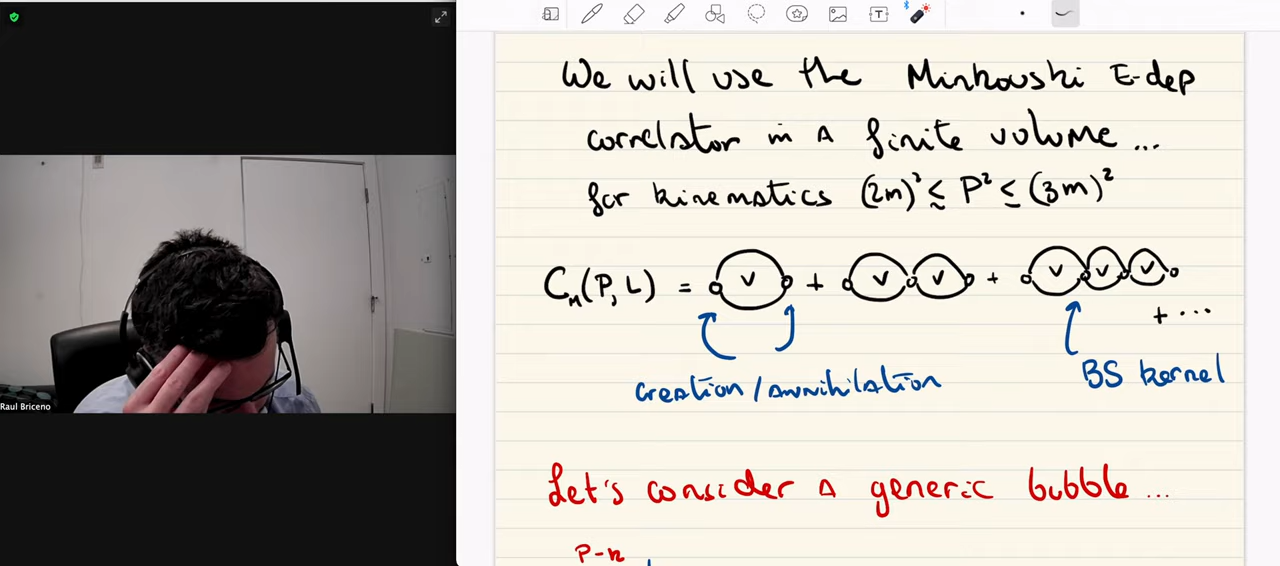 We will use the Minkowski E-dep
correlator in a finite volume...
for kinematics (2m)² ≲ P² ≤ (3m)²
C_M(P, L) = V + V V + V V V
+ ...
creation/annihilation
BS kernel
Let's consider a generic bubble...
P-k
Raul Briceno
T